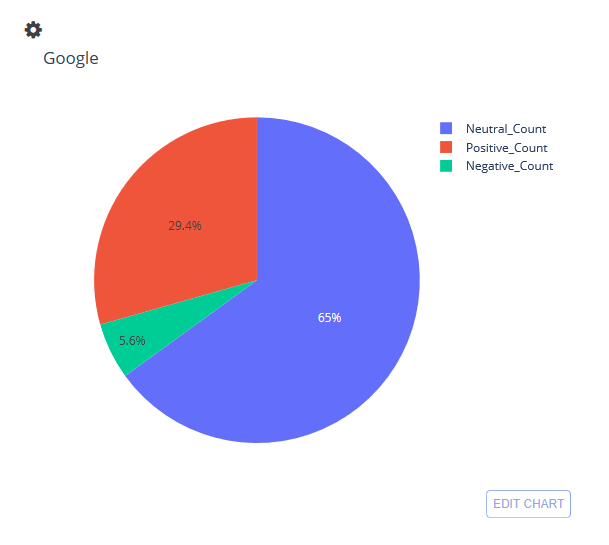 Google
Neutral_Count
Positive_Count
Negative_Count
29.4%
65%
5.6%
EDIT CHART